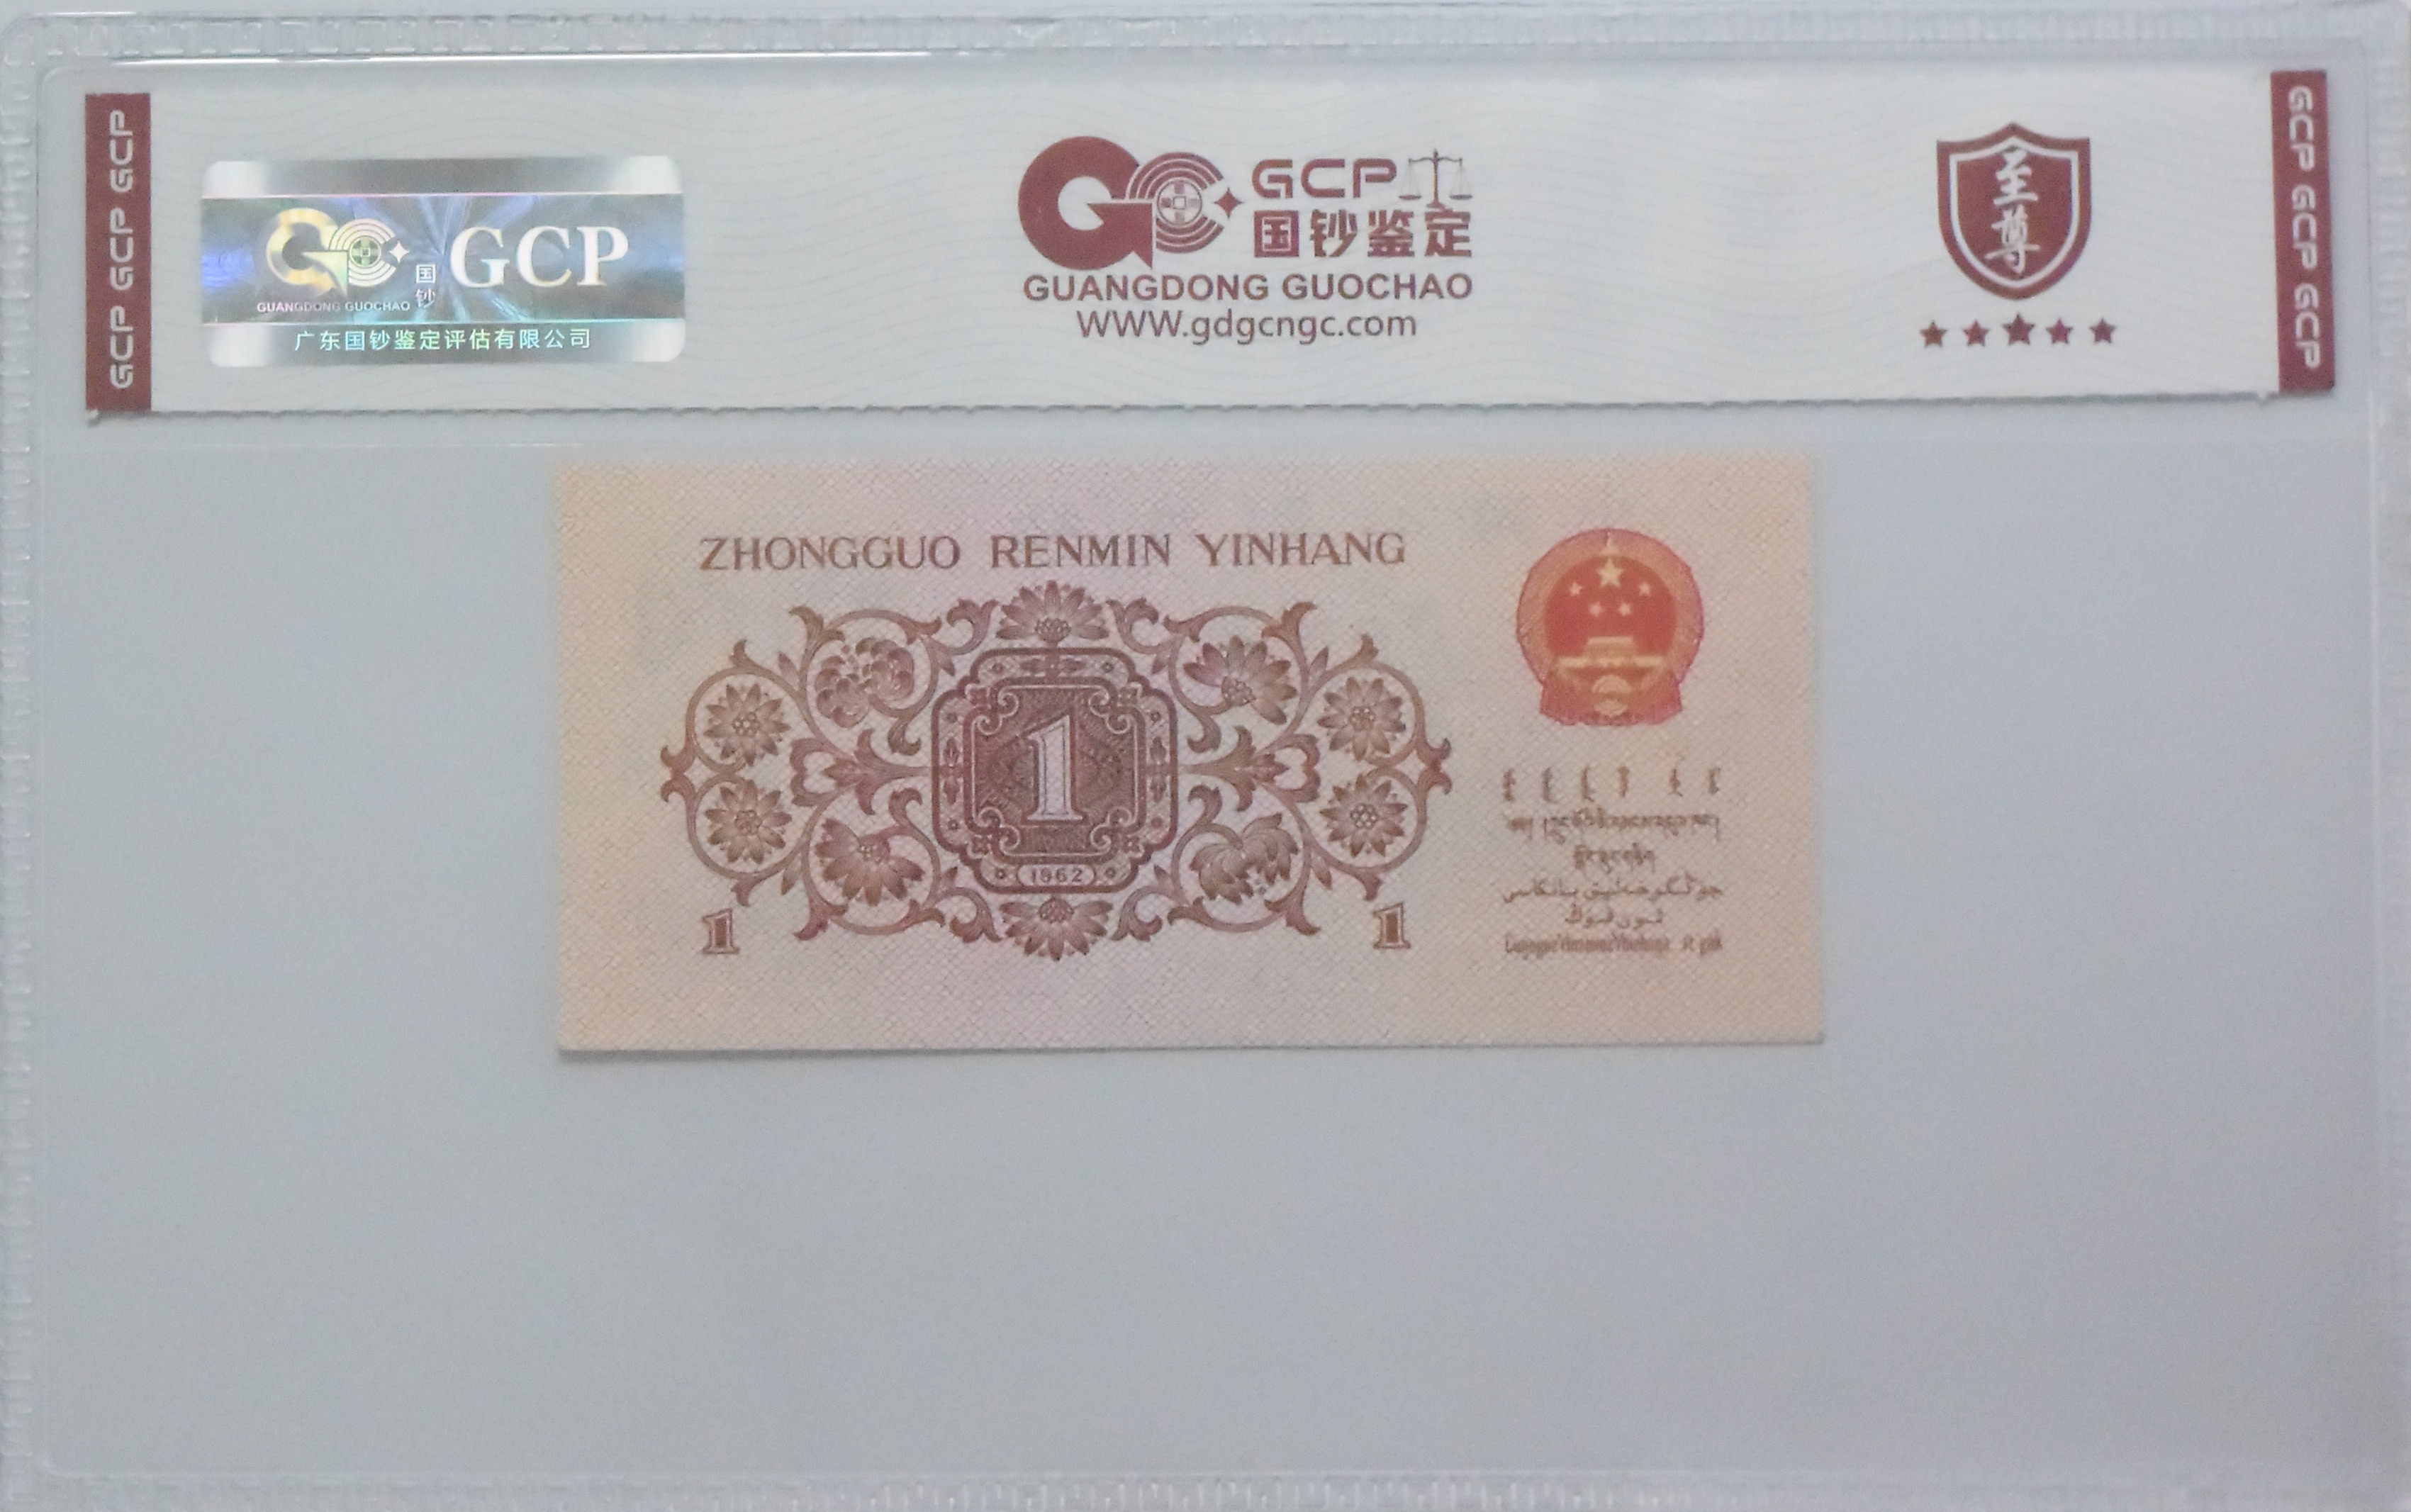 GCP GCP GCP
GCP
国钞
GUANGDONG GUOCHAO
广东国钞鉴定评估有限公司
GCP
国钞鉴定
GUANGDONG GUOCHAO
WWW.gdgcngc.com
至尊
GCP GCP GCP
ZHONGGUO RENMIN YINHANG
1
1962
1 1